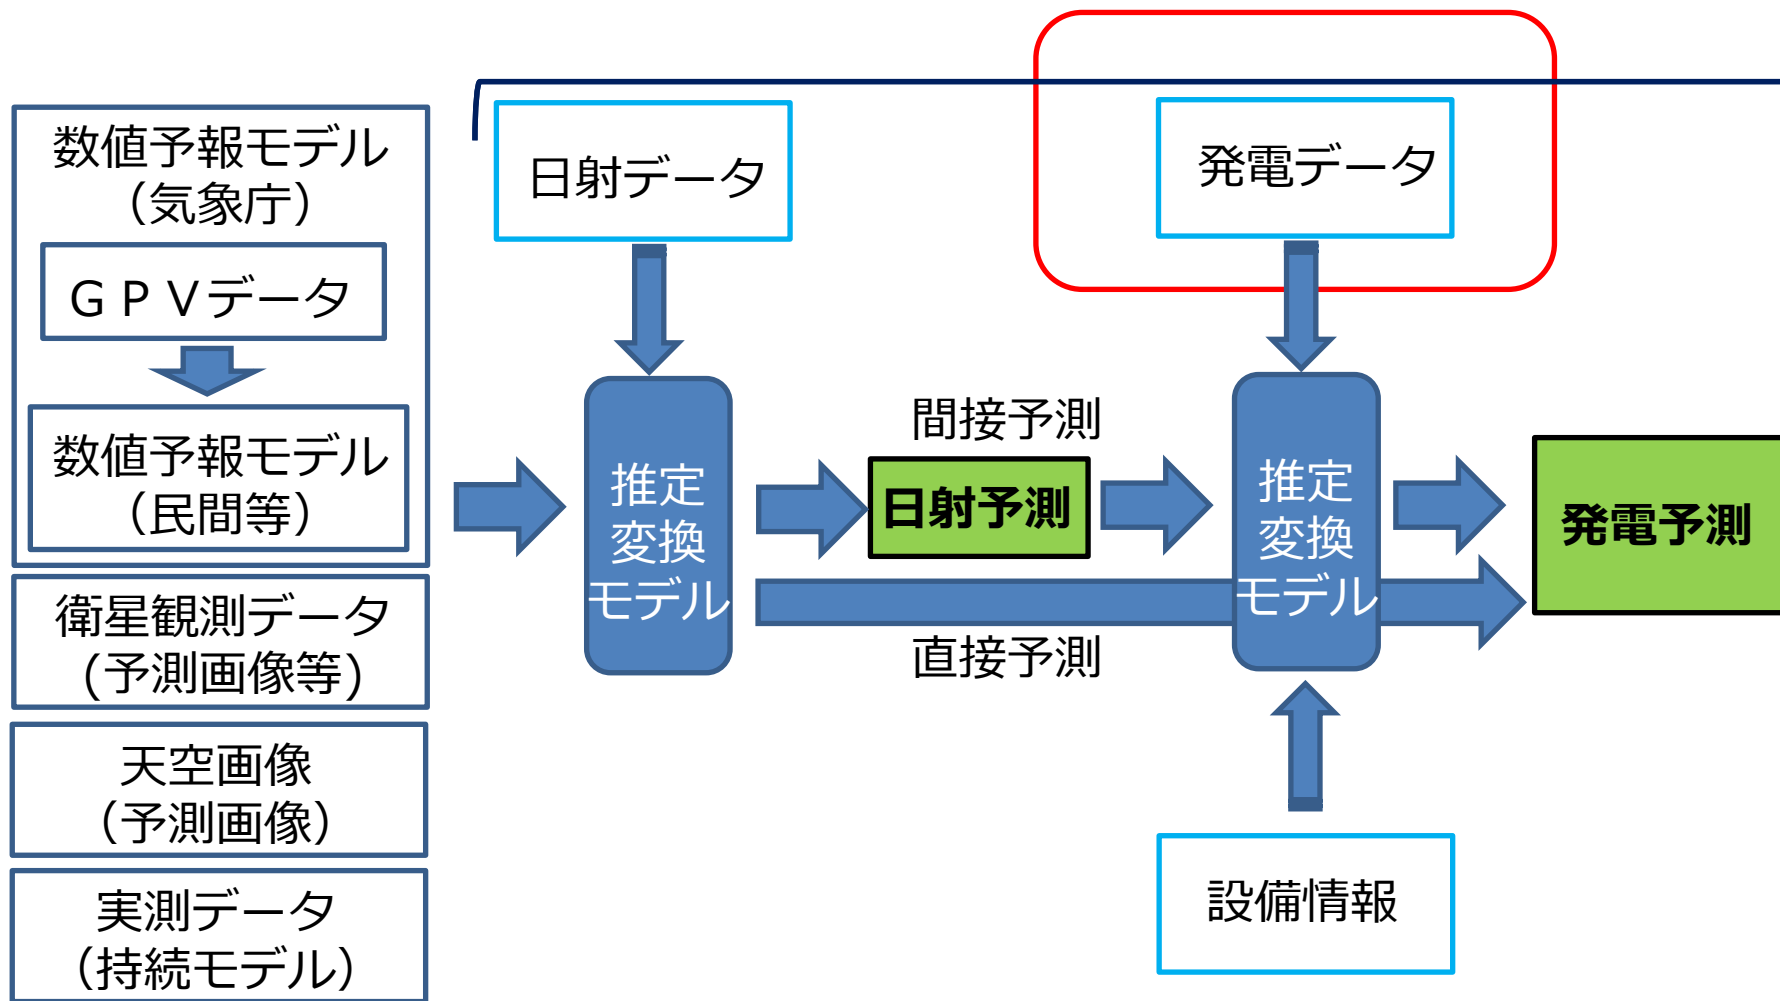 数値予報モデル
（気象庁）
ＧＰＶデータ
数値予報モデル
（民間等）
衛星観測データ
(予測画像等)
天空画像
（予測画像）
実測データ
（持続モデル）
日射データ
推定
変換
モデル
間接予測
日射予測
直接予測
発電データ
推定
変換
モデル
設備情報
発電予測